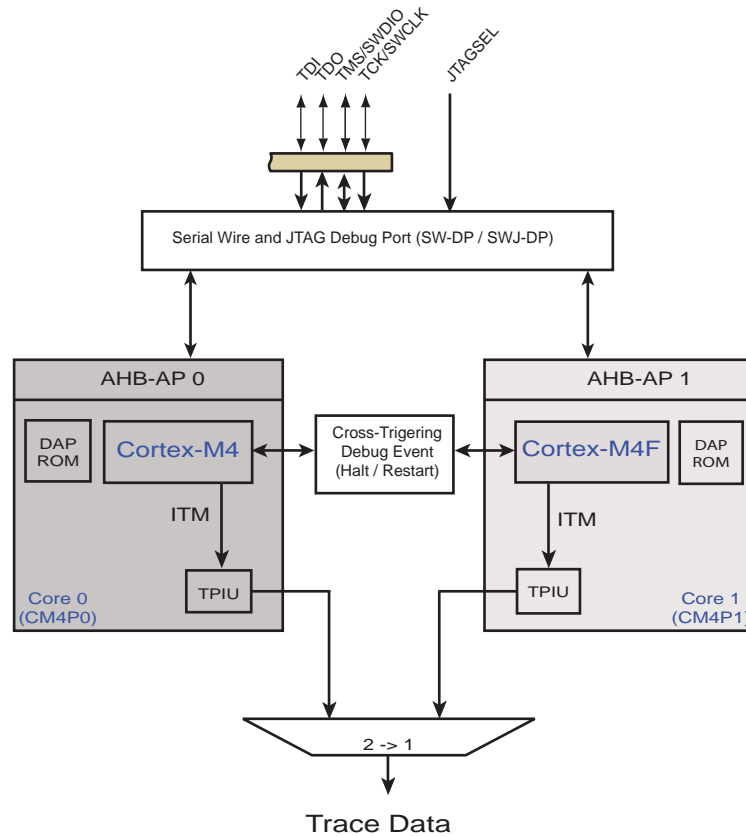 TDI
TDO
TMS/SWDIO
TCK/SWCLK
JTAGSEL
Serial Wire and JTAG Debug Port (SW-DP / SWJ-DP)
AHB-AP 0
DAP
ROM
Cortex-M4
ITM
TPIU
Core 0
(CM4P0)
Cross-Trigering
Debug Event
(Halt / Restart)
AHB-AP 1
Cortex-M4F
DAP
ROM
ITM
TPIU
Core 1
(CM4P1)
2 -> 1
Trace Data